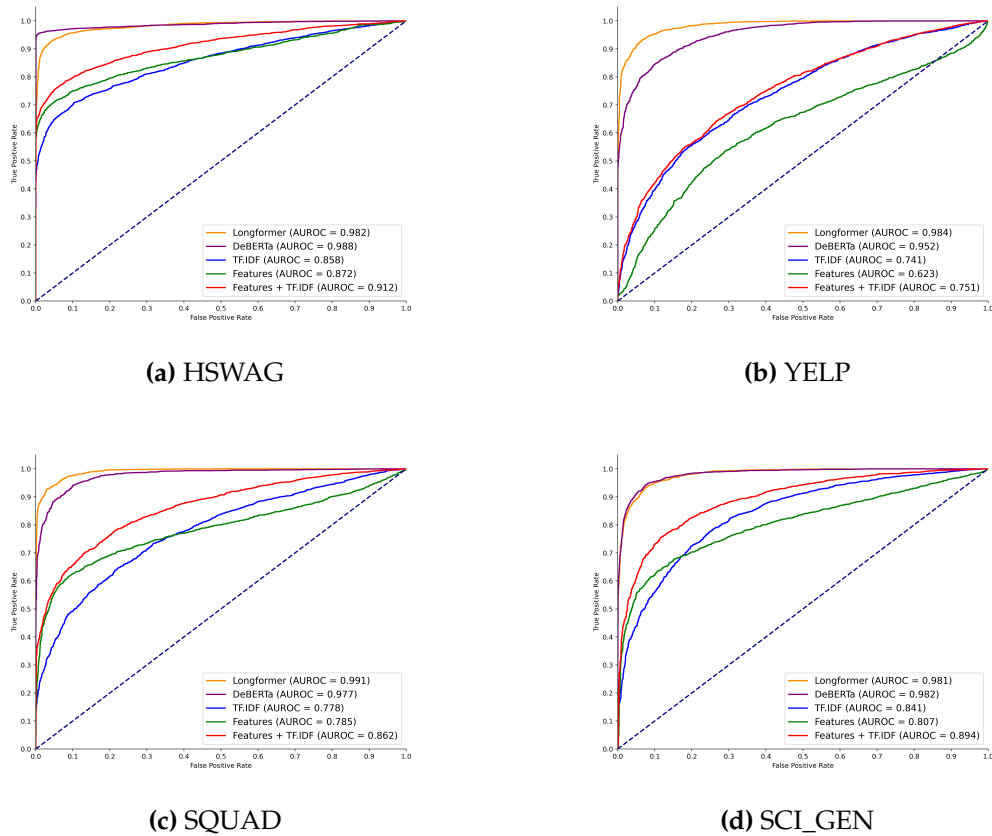 1.0
0.9
0.8
0.7
0.6
0.5
0.4
0.3
0.2
0.1
0.0
True Positive Rate
Longformer (AUROC = 0.982)
DeBERTa (AUROC = 0.988)
TF.IDF (AUROC = 0.858)
Features (AUROC = 0.872)
Features + TF.IDF (AUROC = 0.912)
0.0 0.1 0.2 0.3 0.4 0.5 0.6 0.7 0.8 0.9 1.0
False Positive Rate
(a) HSWAG
1.0
0.9
0.8
0.7
0.6
0.5
0.4
0.3
0.2
0.1
0.0
True Positive Rate
Longformer (AUROC = 0.984)
DeBERTa (AUROC = 0.952)
TF.IDF (AUROC = 0.741)
Features (AUROC = 0.623)
Features + TF.IDF (AUROC = 0.751)
0.0 0.1 0.2 0.3 0.4 0.5 0.6 0.7 0.8 0.9 1.0
False Positive Rate
(b) YELP
1.0
0.9
0.8
0.7
0.6
0.5
0.4
0.3
0.2
0.1
0.0
True Positive Rate
Longformer (AUROC = 0.991)
DeBERTa (AUROC = 0.977)
TF.IDF (AUROC = 0.778)
Features (AUROC = 0.785)
Features + TF.IDF (AUROC = 0.862)
0.0 0.1 0.2 0.3 0.4 0.5 0.6 0.7 0.8 0.9 1.0
False Positive Rate
(c) SQUAD
1.0
0.9
0.8
0.7
0.6
0.5
0.4
0.3
0.2
0.1
0.0
True Positive Rate
Longformer (AUROC = 0.981)
DeBERTa (AUROC = 0.982)
TF.IDF (AUROC = 0.841)
Features (AUROC = 0.807)
Features + TF.IDF (AUROC = 0.894)
0.0 0.1 0.2 0.3 0.4 0.5 0.6 0.7 0.8 0.9 1.0
False Positive Rate
(d) SCI_GEN